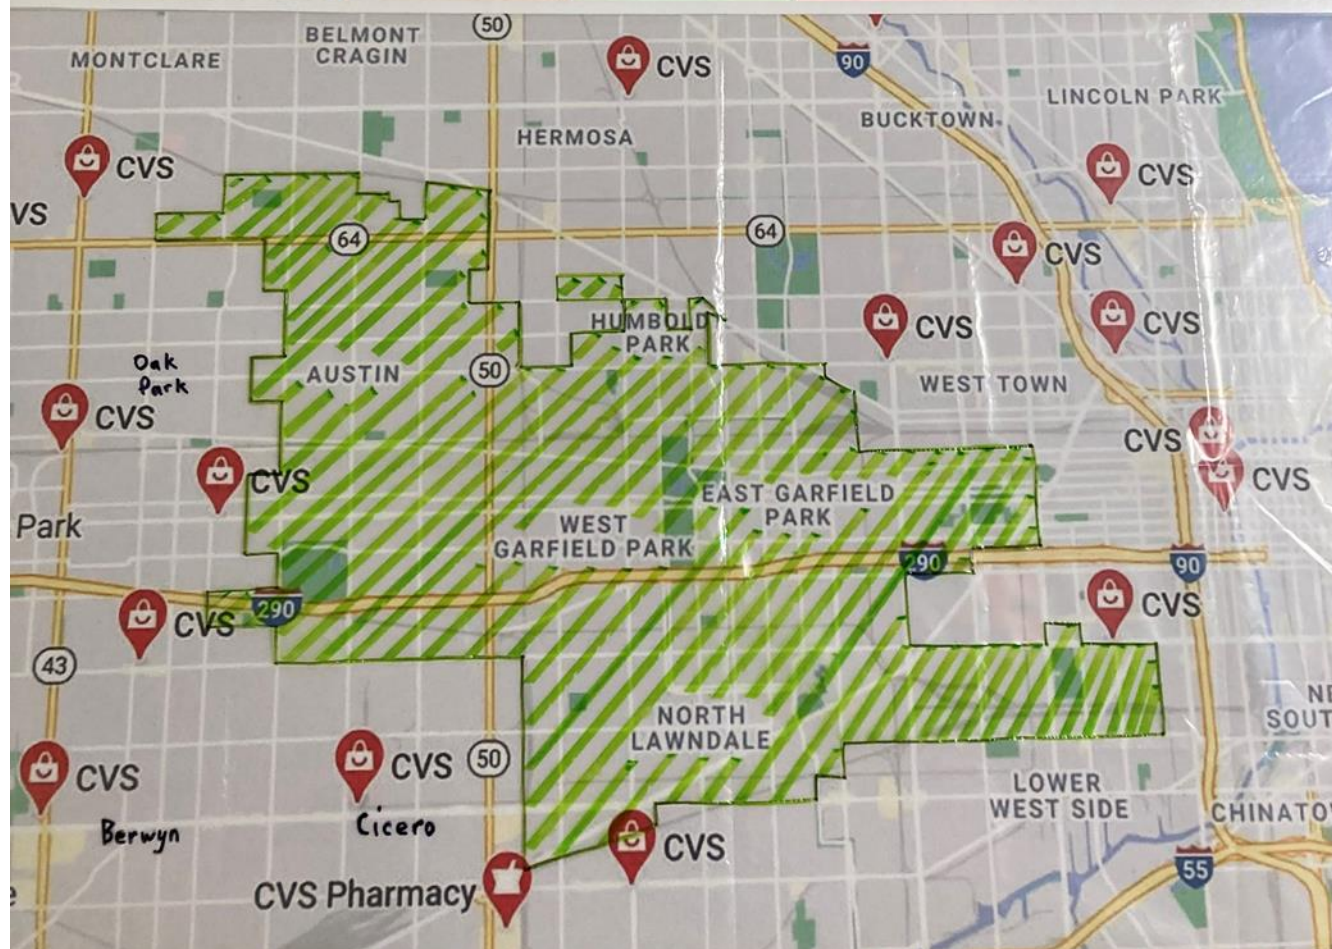 50
BELMONT
CRAGIN
MONTCLARE
CVS
90
LINCOLN PARK
BUCKTOWN
HERMOSA
CVS
CVS
VS
64
64
CVS
HUMBOLD
PARK
CVS
CVS
Oak
Park
AUSTIN
50
WEST TOWN
CVS
CVS
CVS
CVS
EAST GARFIELD
PARK
Park
WEST
GARFIELD PARK
290
90
290
CVS
CVS
43
NORTH
LAWNDALE
SOUT
CVS
CVS
50
LOWER
WEST SIDE
Berwyn
Cicero
CHINATO
CVS
55
CVS Pharmacy